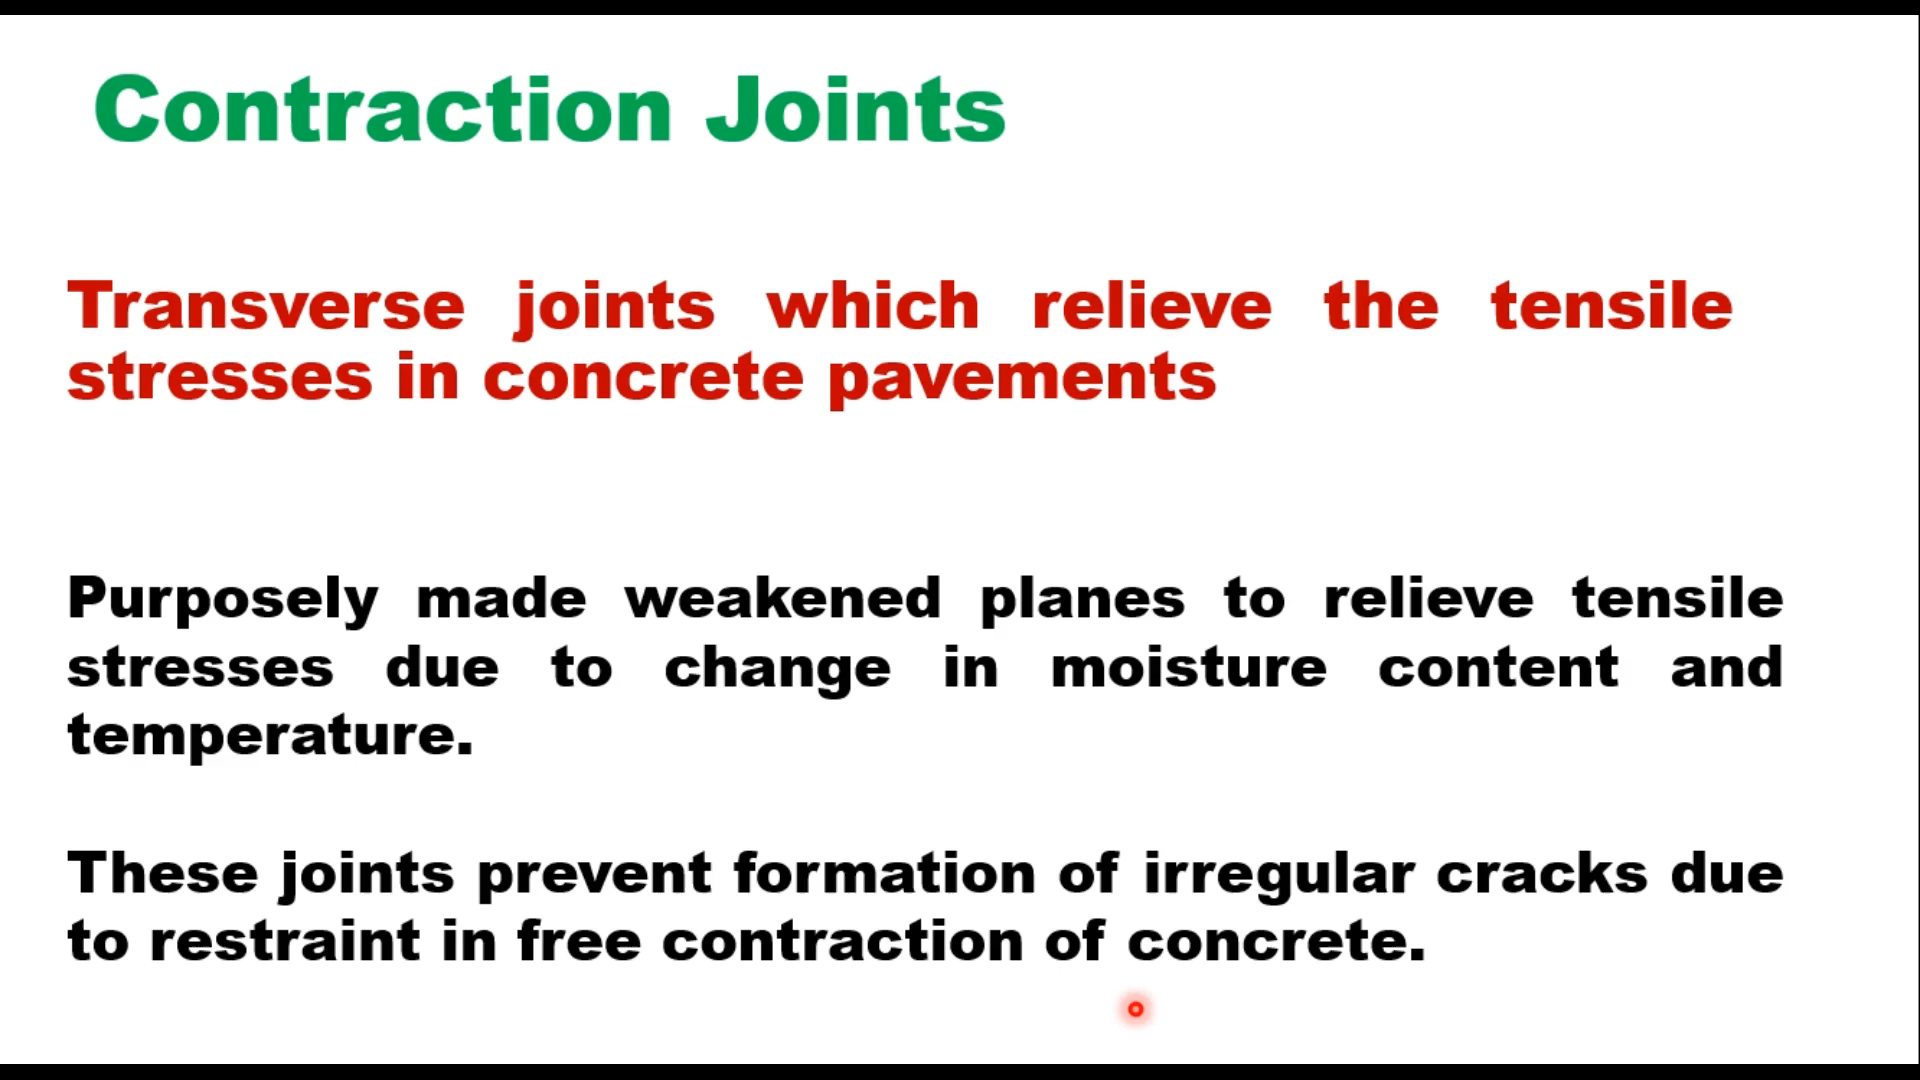 Contraction Joints
Transverse joints which relieve the tensile
stresses in concrete pavements
Purposely made weakened planes to relieve tensile
stresses due to change in moisture content and
temperature.
These joints prevent formation of irregular cracks due
to restraint in free contraction of concrete.